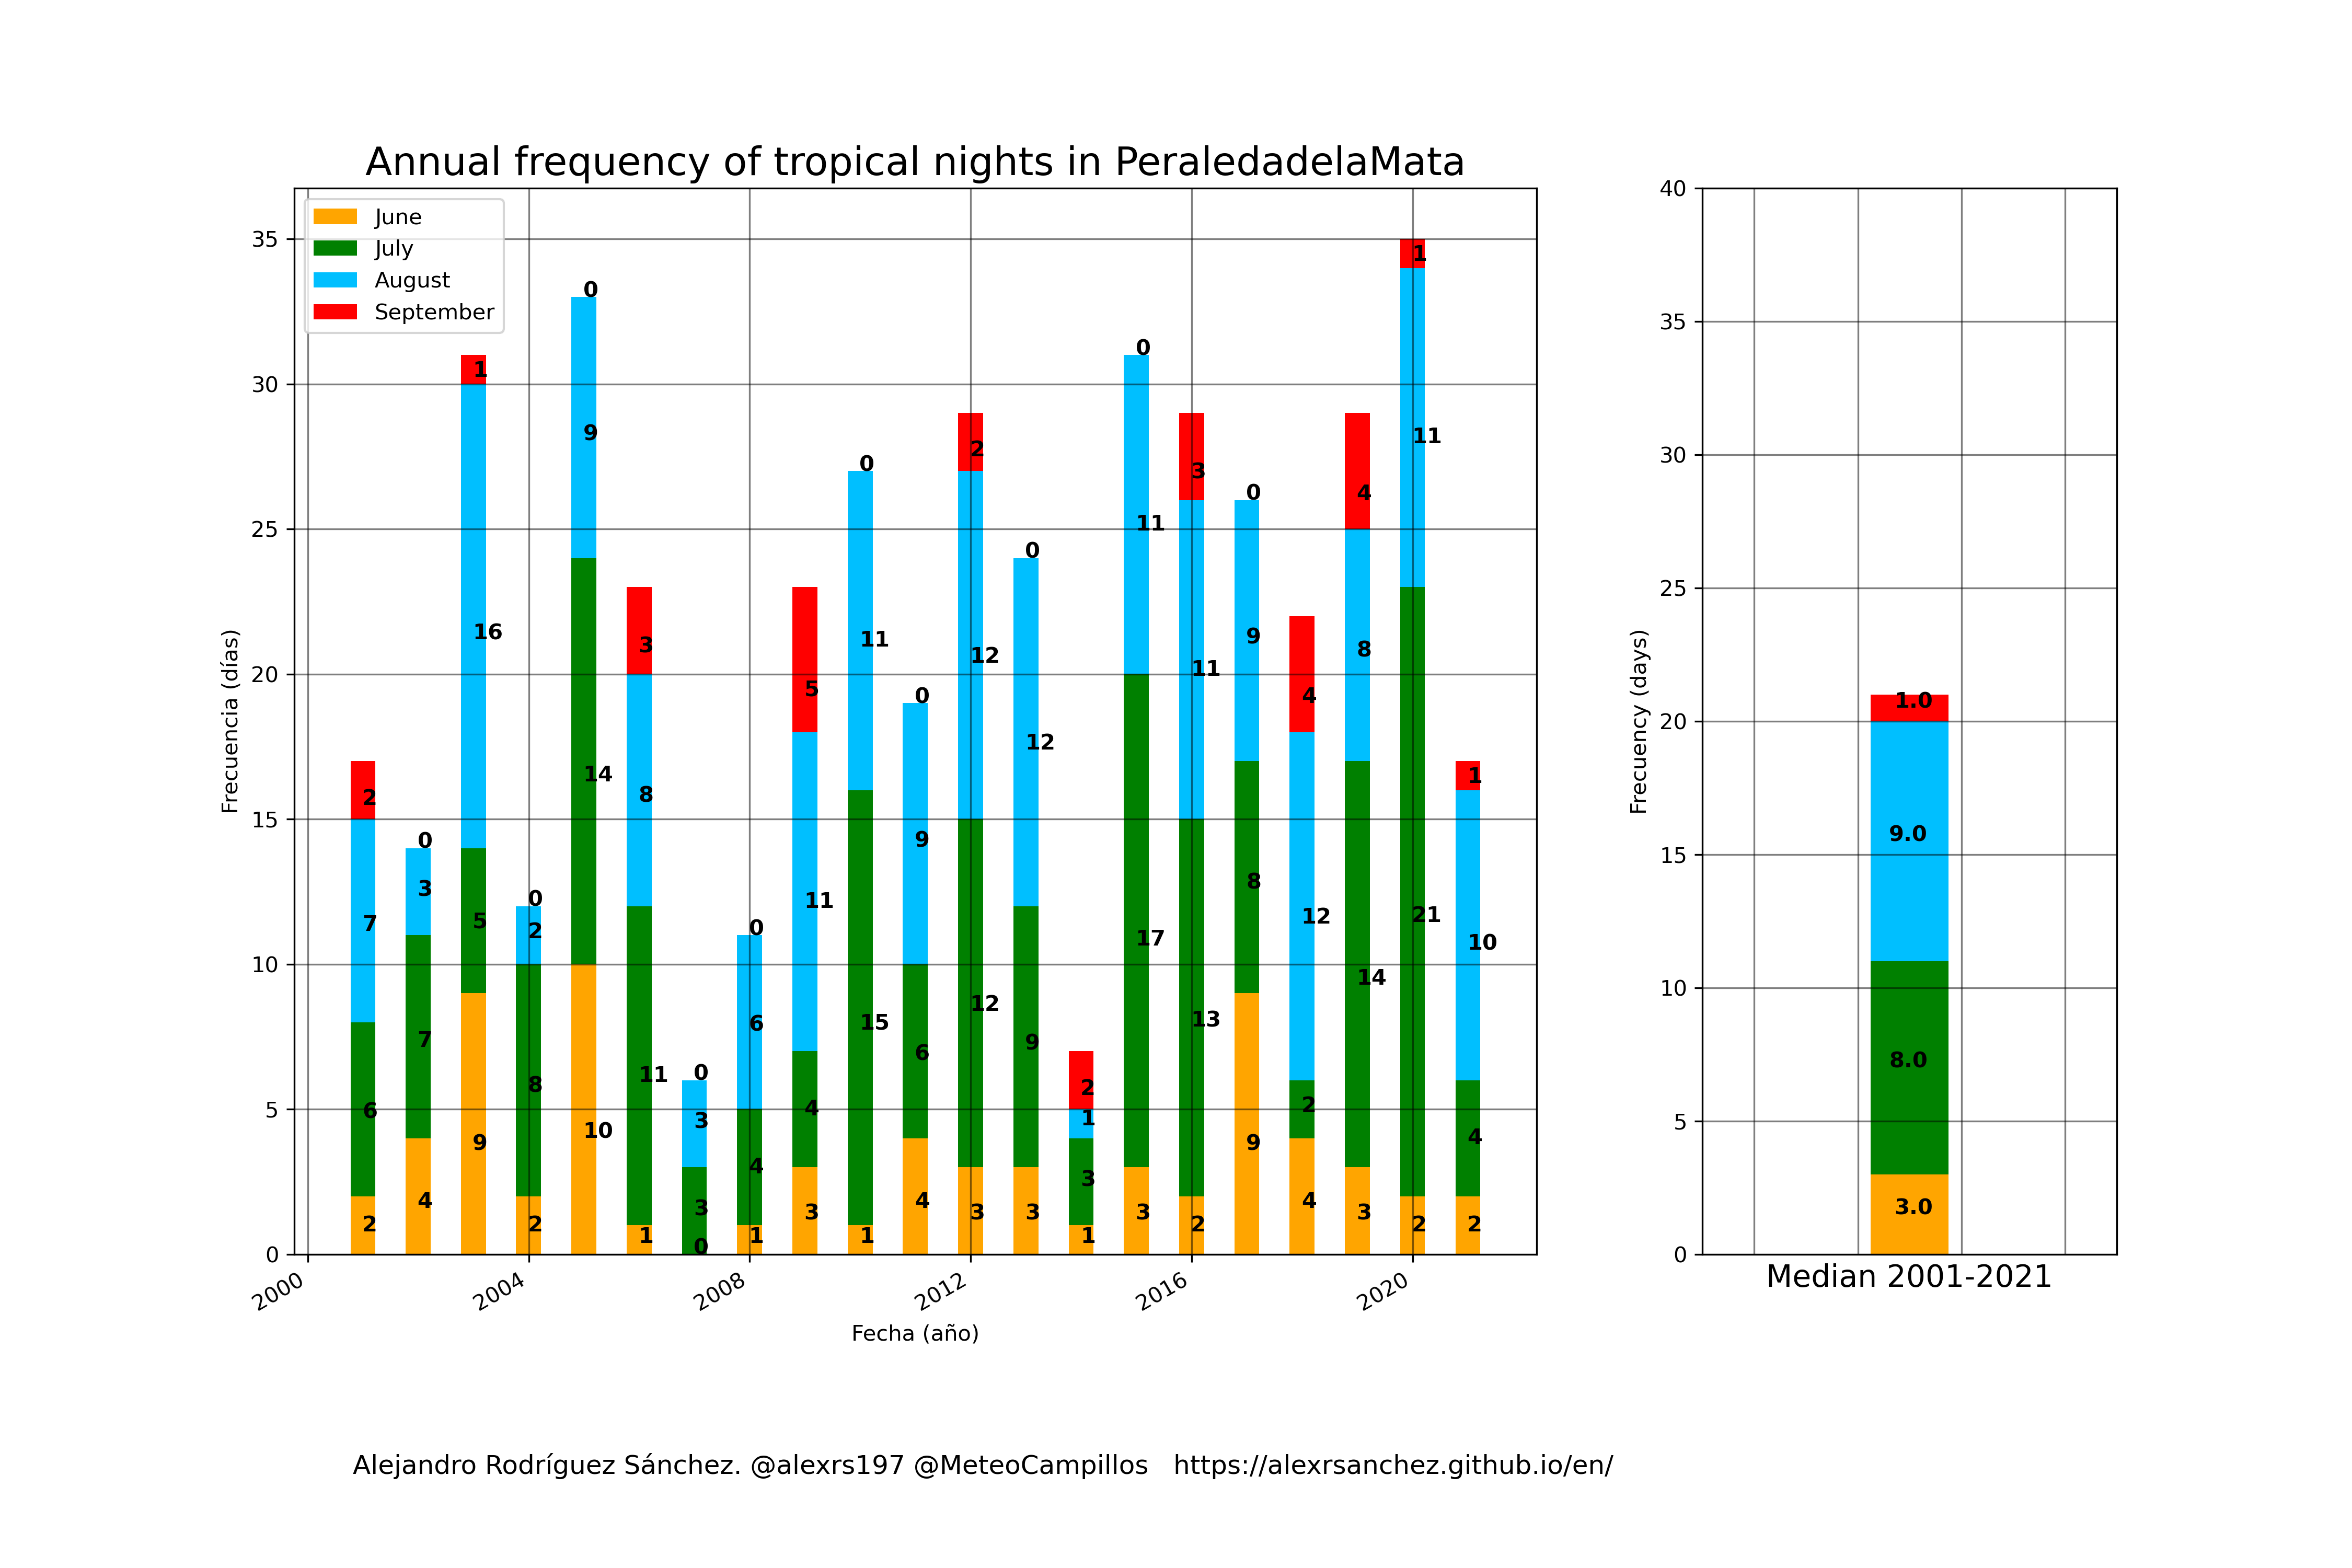 Annual frequency of tropical nights in PeraledadelaMata
June
July
August
September
Frecuencia (días)
35
30
25
20
15
10
5
0
2 6 7 2
4 7 3 0
9 5 16 1
2 8 2 0
10 14 9 0
1 11 8 3
0 3 3 0
1 4 6 0
3 4 11 5
1 15 11 0
4 6 9 0
3 12 12 2
3 9 12 0
1 3 1 2
3 17 11 0
2 13 11 3
9 8 9 0
4 2 12 4
3 14 8 4
2 21 11 1
2 4 10 1
2000 2004 2008 2012 2016 2020
Fecha (año)
Frecuency (days)
40
35
30
25
20
15
10
5
0
1.0
9.0
8.0
3.0
Median 2001-2021
Alejandro Rodríguez Sánchez. @alexrs197 @MeteoCampillos https://alexrsanchez.github.io/en/